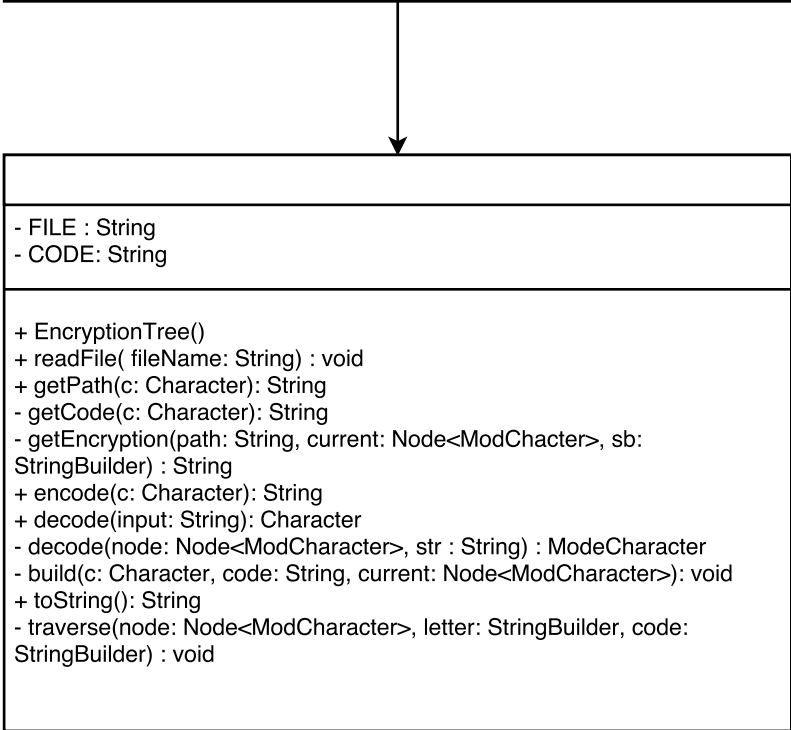 - FILE : String
- CODE: String
+ EncryptionTree()
+ readFile( fileName: String) : void
+ getPath(c: Character): String
- getCode(c: Character): String
- getEncryption(path: String, current: Node<ModChacter>, sb:
StringBuilder) : String
+ encode(c: Character): String
+ decode(input: String): Character
- decode(node: Node<ModCharacter>, str : String) : ModeCharacter
- build(c: Character, code: String, current: Node<ModCharacter>): void
+ toString(): String
- traverse(node: Node<ModCharacter>, letter: StringBuilder, code:
StringBuilder) : void